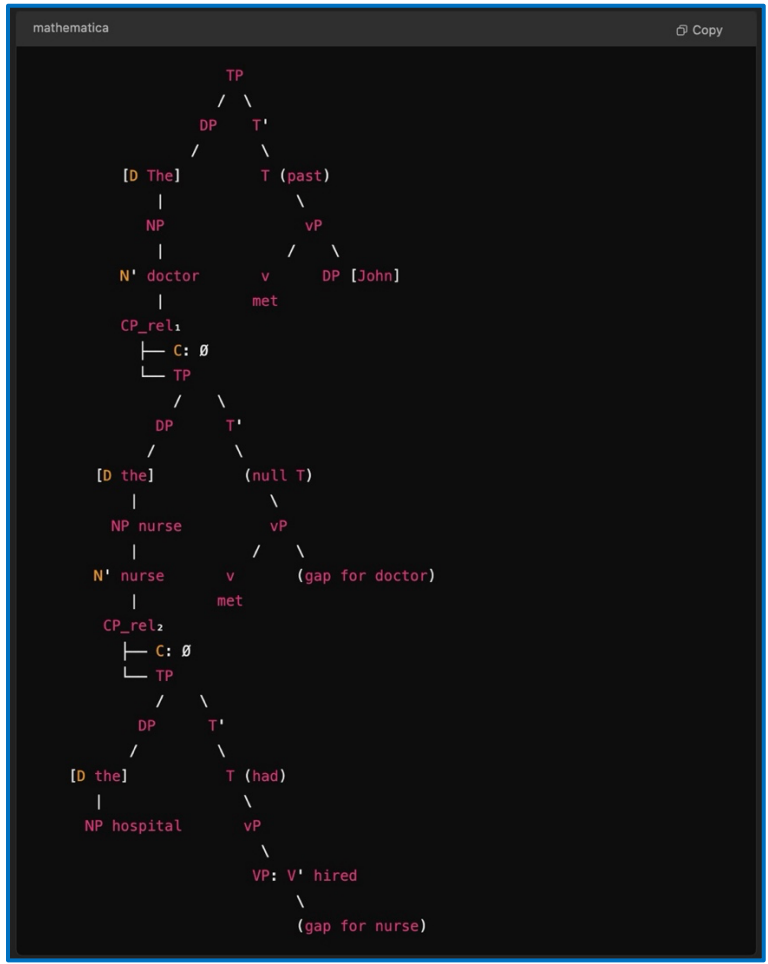 mathematica Copy
TP
/ \
DP T'
/ \
[D The] T (past)
| \
NP vP
| / \
N' doctor v DP [John]
| met
CP_rel₁
├── C: Ø
└── TP
/ \
DP T'
/ \
[D the] (null T)
| \
NP nurse vP
| / \
N' nurse v (gap for doctor)
| met
CP_rel₂
├── C: Ø
└── TP
/ \
DP T'
/ \
[D the] T (had)
| \
NP hospital vP
\
VP: V' hired
\
(gap for nurse)